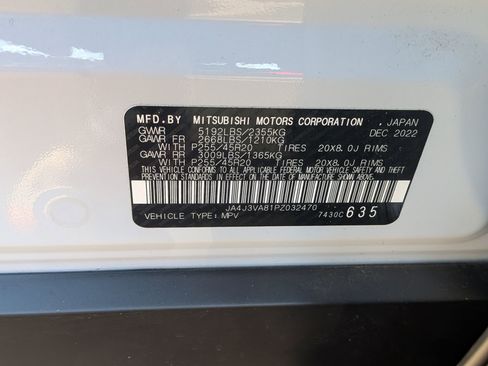 MFD.BY MITSUBISHI MOTORS CORPORATION , JAPAN
GVWR 5192LBS/2355KG DEC 2022
GAWR FR 2668LBS/1210KG
WITH P255/45R20 TIRES 20X8.0J RIMS
GAWR RR 3009LBS/1365KG
WITH P255/45R20 TIRES 20X8.0J RIMS
THIS VEHICLE CONFORMS TO ALL APPLICABLE FEDERAL MOTOR VEHICLE SAFETY AND
THEFT PREVENTION STANDARDS IN EFFECT ON THE DATE OF MANUFACTURE SHOWN ABOVE.
JA4J3VA81PZ032470
VEHICLE TYPE:MPV 7430C 635